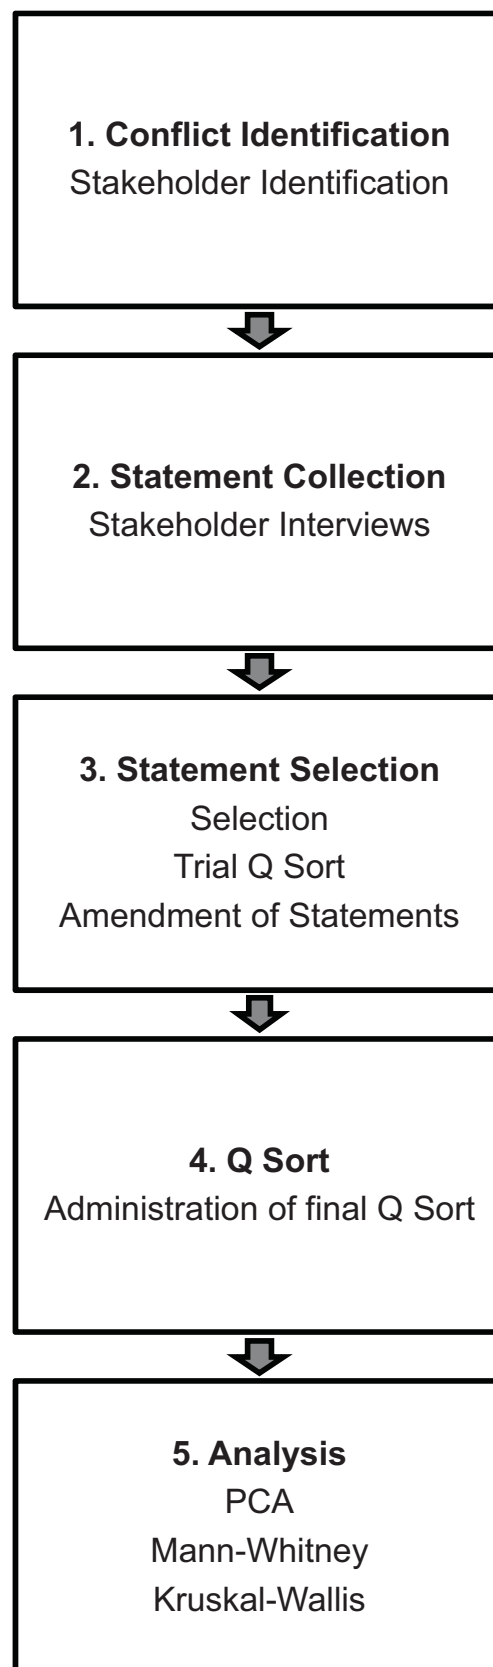 1. Conflict Identification
Stakeholder Identification
2. Statement Collection
Stakeholder Interviews
3. Statement Selection
Selection
Trial Q Sort
Amendment of Statements
4. Q Sort
Administration of final Q Sort
5. Analysis
PCA
Mann-Whitney
Kruskal-Wallis